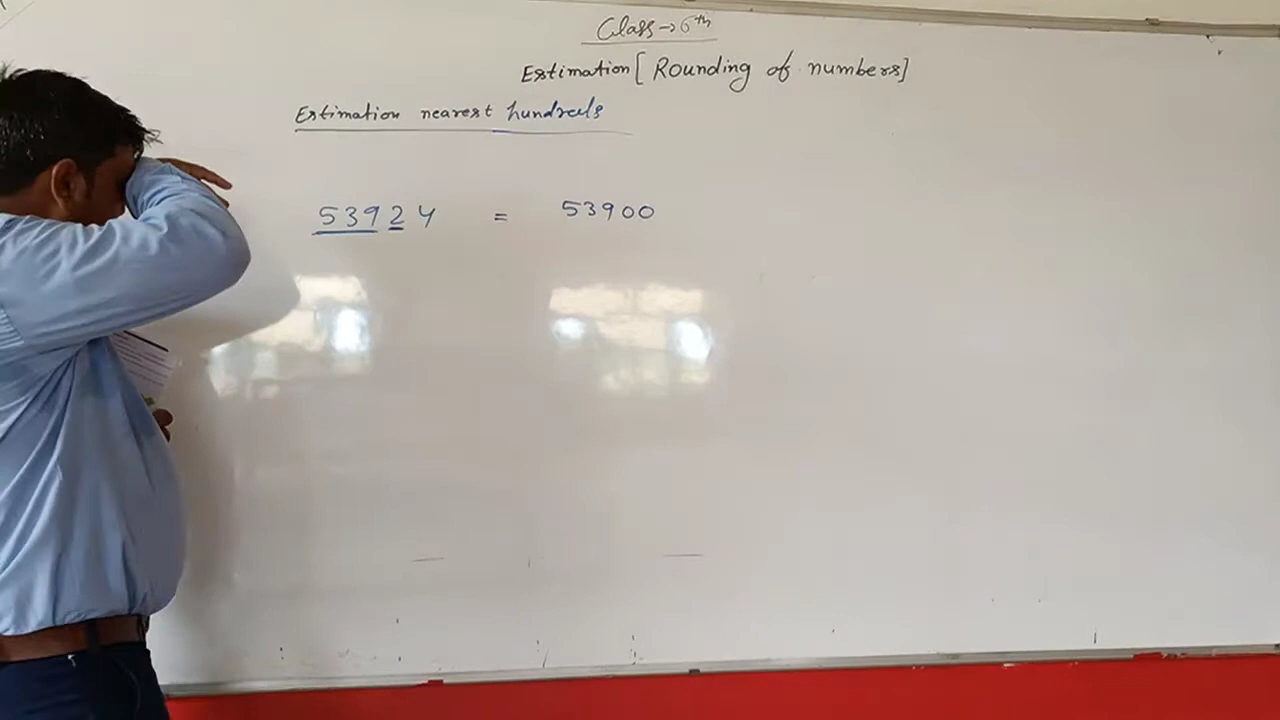 Class → 6th
Estimation [ Rounding of numbers]
Estimation nearest hundreds
53924 = 53900